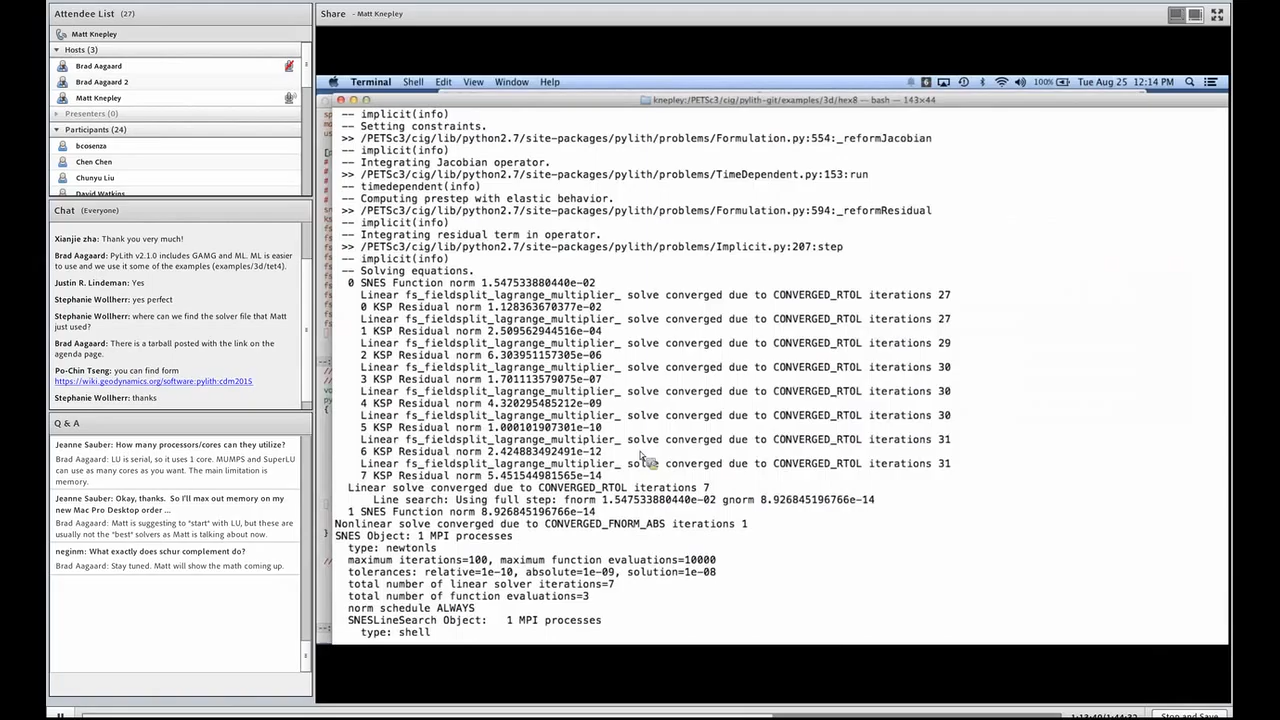 Attendee List (27)
Matt Knepley
Hosts (3)
Brad Aagaard
Brad Aagaard 2
Matt Knepley
Presenters (0)
Participants (24)
bcosenza
Chen Chen
Chunyu Liu
David Watkins
Chat (Everyone)
Xianjie zha: Thank you very much!
Brad Aagaard: PyLith v2.1.0 includes GAMG and ML. ML is easier
to use and we use it some of the examples (examples/3d/tet4).
Justin R. Lindeman: Yes
Stephanie Wollherr: yes perfect
Stephanie Wollherr: where can we find the solver file that Matt
just used?
Brad Aagaard: There is a tarball posted with the link on the
agenda page.
Po-Chin Tseng: you can find form
https://wiki.geodynamics.org/software:pylith:cdm2015
Stephanie Wollherr: thanks
Q & A
Jeanne Sauber: How many processors/cores can they utilize?
Brad Aagaard: LU is serial, so it uses 1 core. MUMPS and SuperLU
can use as many cores as you want. The main limitation is
memory.
Jeanne Sauber: Okay, thanks. So I'll max out memory on my
new Mac Pro Desktop order ...
Brad Aagaard: Matt is suggesting to *start* with LU, but these are
usually not the *best* solvers as Matt is talking about now.
neginm: What exactly does schur complement do?
Brad Aagaard: Stay tuned. Matt will show the math coming up.
Share - Matt Knepley
Terminal Shell Edit View Window Help 6 100% Tue Aug 25 12:14 PM
knepley:/PETSc3/cig/pylith-git/examples/3d/hex8 — bash — 143×44
-- implicit(info)
-- Setting constraints.
>> /PETSc3/cig/lib/python2.7/site-packages/pylith/problems/Formulation.py:554:_reformJacobian
-- implicit(info)
-- Integrating Jacobian operator.
>> /PETSc3/cig/lib/python2.7/site-packages/pylith/problems/TimeDependent.py:153:run
-- timedependent(info)
-- Computing prestep with elastic behavior.
>> /PETSc3/cig/lib/python2.7/site-packages/pylith/problems/Formulation.py:594:_reformResidual
-- implicit(info)
-- Integrating residual term in operator.
>> /PETSc3/cig/lib/python2.7/site-packages/pylith/problems/Implicit.py:207:step
-- implicit(info)
-- Solving equations.
0 SNES Function norm 1.547533880440e-02
Linear fs_fieldsplit_lagrange_multiplier_ solve converged due to CONVERGED_RTOL iterations 27
0 KSP Residual norm 1.128363670377e-02
Linear fs_fieldsplit_lagrange_multiplier_ solve converged due to CONVERGED_RTOL iterations 27
1 KSP Residual norm 2.509562944516e-04
Linear fs_fieldsplit_lagrange_multiplier_ solve converged due to CONVERGED_RTOL iterations 29
2 KSP Residual norm 6.303951157305e-06
Linear fs_fieldsplit_lagrange_multiplier_ solve converged due to CONVERGED_RTOL iterations 30
3 KSP Residual norm 1.701113579075e-07
Linear fs_fieldsplit_lagrange_multiplier_ solve converged due to CONVERGED_RTOL iterations 30
4 KSP Residual norm 4.320295485212e-09
Linear fs_fieldsplit_lagrange_multiplier_ solve converged due to CONVERGED_RTOL iterations 30
5 KSP Residual norm 1.000101907301e-10
Linear fs_fieldsplit_lagrange_multiplier_ solve converged due to CONVERGED_RTOL iterations 31
6 KSP Residual norm 2.424883492491e-12
Linear fs_fieldsplit_lagrange_multiplier_ solve converged due to CONVERGED_RTOL iterations 31
7 KSP Residual norm 5.451544981565e-14
Linear solve converged due to CONVERGED_RTOL iterations 7
Line search: Using full step: fnorm 1.547533880440e-02 gnorm 8.926845196766e-14
1 SNES Function norm 8.926845196766e-14
Nonlinear solve converged due to CONVERGED_FNORM_ABS iterations 1
SNES Object: 1 MPI processes
type: newtonls
maximum iterations=100, maximum function evaluations=10000
tolerances: relative=1e-10, absolute=1e-09, solution=1e-08
total number of linear solver iterations=7
total number of function evaluations=3
norm schedule ALWAYS
SNESLineSearch Object: 1 MPI processes
type: shell